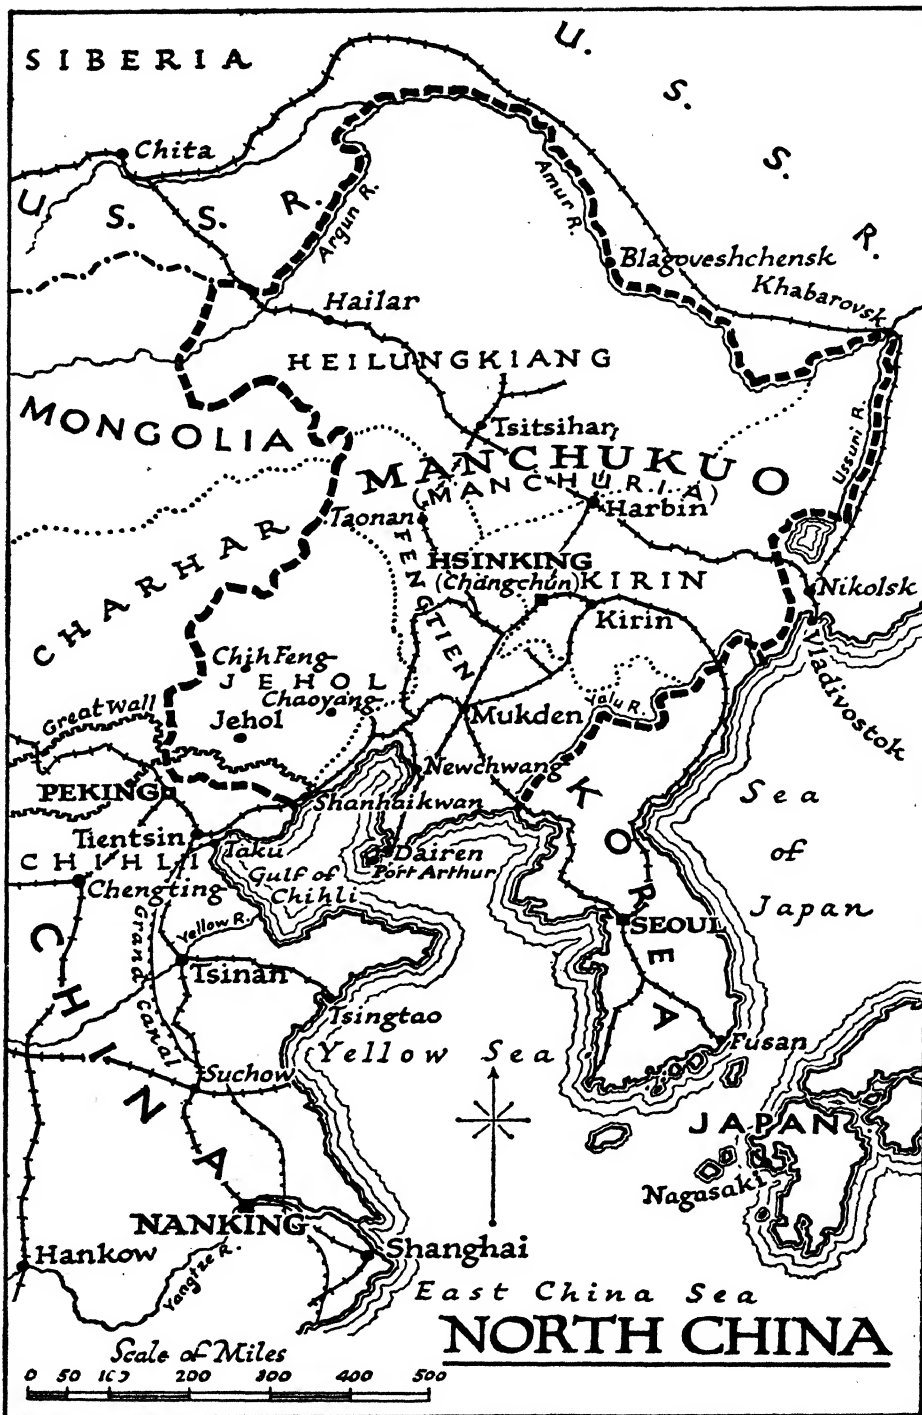 SIBERIA
U. S. S. R.
Chita
U. S. S. R.
Argun R.
Amur R.
Blagoveshchensk
Khabarovsk
Hailar
HEILUNGKIANG
MONGOLIA
Tsitsihar
MANCHUKUO
(MANCHURIA)
Ussuri R.
Taonan
Harbin
CHARHAR
FENGTIEN
HSINKING
(Changchun)
KIRIN
Nikolsk
Kirin
Vladivostok
Chih Feng
JEHOL
Chaoyang
Great Wall
Jehol
Yalu R.
Mukden
Newchwang
PEKING
Shanhaikwan
KOREA
Sea
of
Japan
Tientsin
Taku
CHIHLI
Chengting
Gulf of
Chihli
Dairen
Port Arthur
SEOUL
CHINA
Grand Canal
Yellow R.
Tsinan
Tsingtao
Yellow Sea
Fusan
Suchow
JAPAN
Nagasaki
NANKING
Hankow
Yangtze R.
Shanghai
East China Sea
NORTH CHINA
Scale of Miles
0 50 100 200 300 400 500